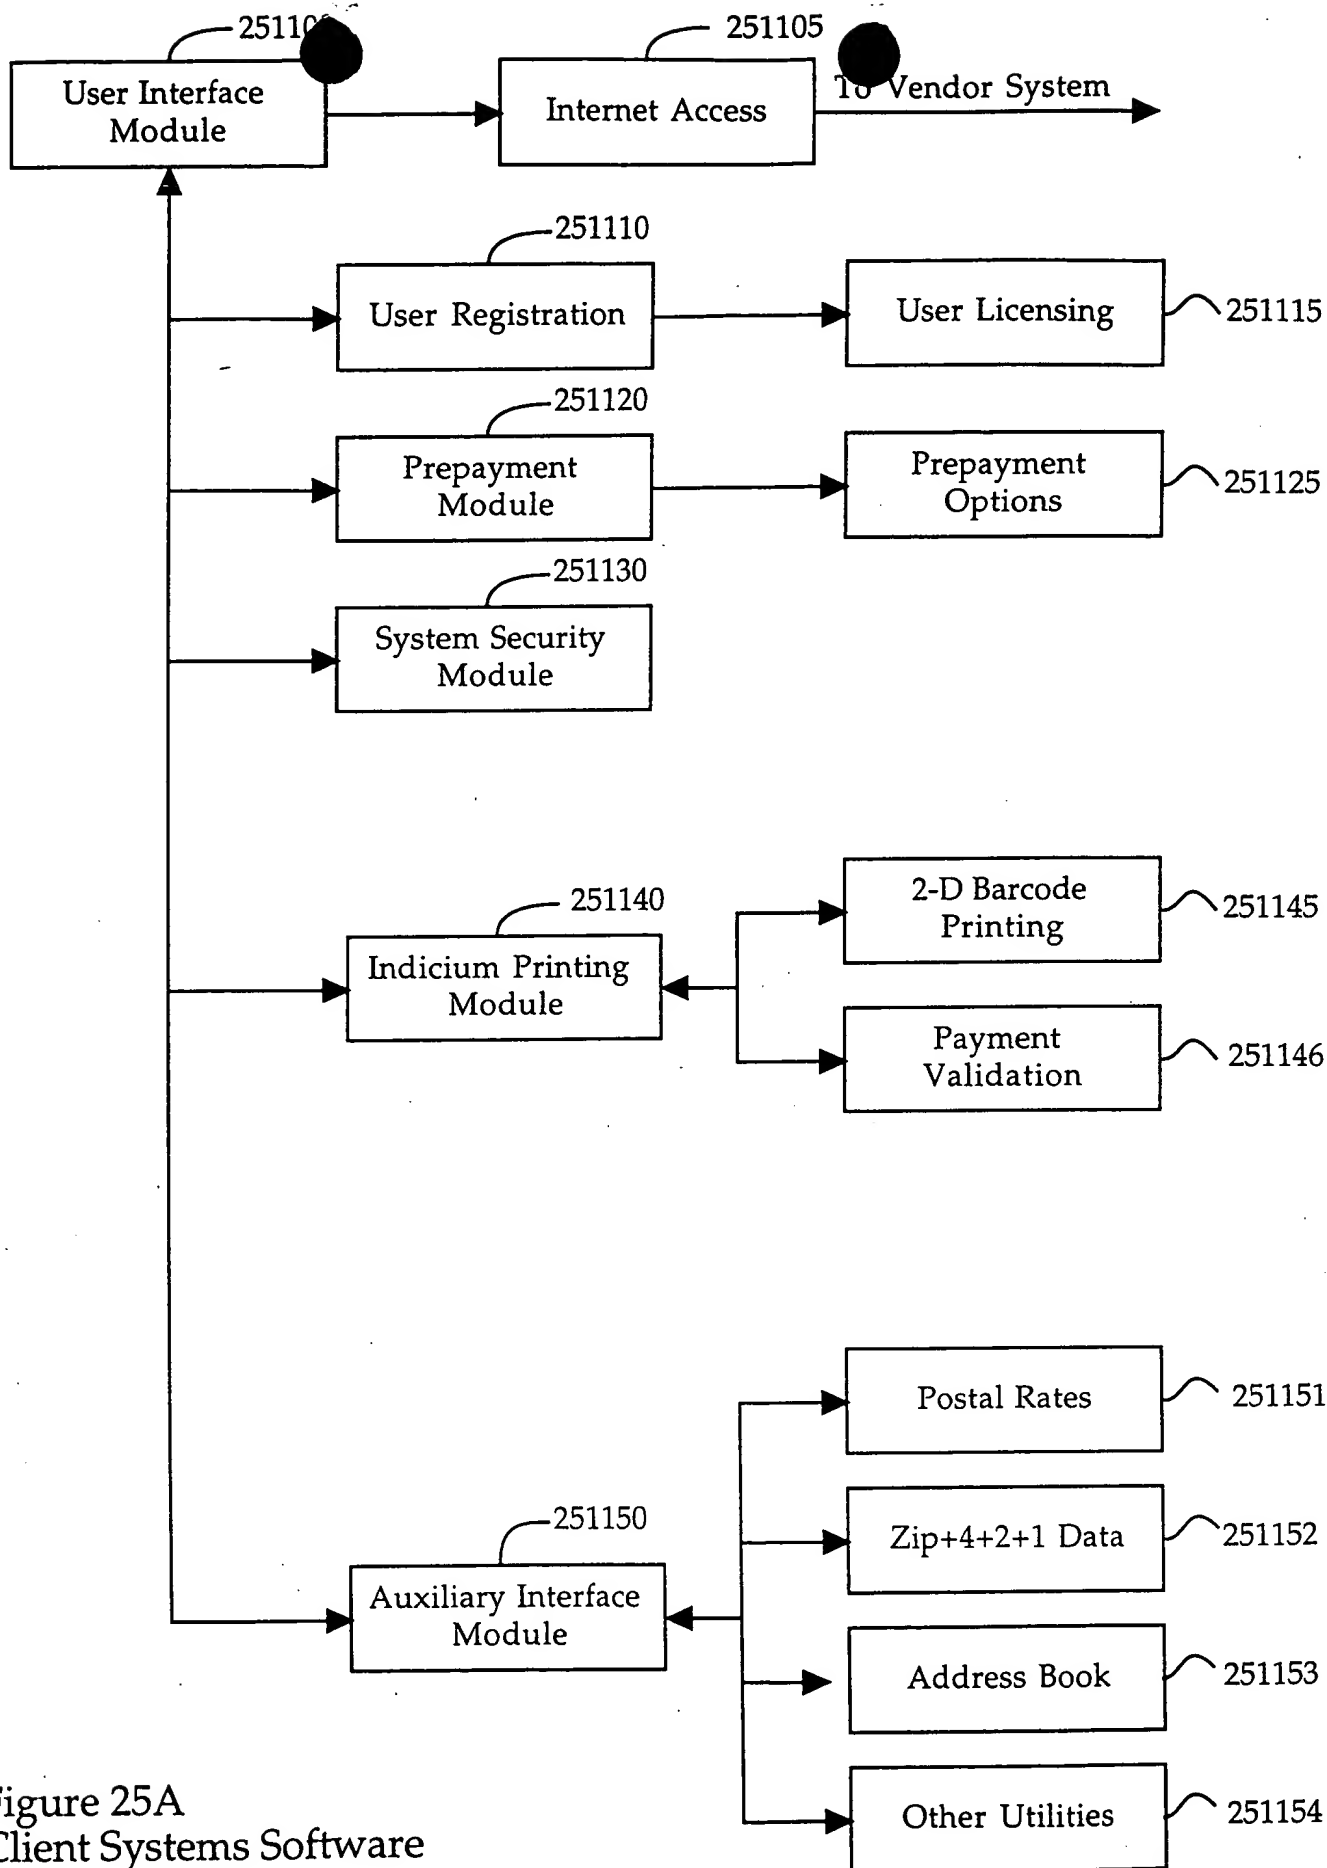 251105
User Interface
Module
Internet Access
To Vendor System
251110
User Registration
User Licensing
251115
251120
Prepayment
Module
Prepayment
Options
251125
251130
System Security
Module
2-D Barcode
Printing
251145
251140
Indicium Printing
Module
Payment
Validation
251146
Postal Rates
251151
251150
Zip+4+2+1 Data
251152
Auxiliary Interface
Module
Address Book
251153
Other Utilities
251154
Figure 25A
Client Systems Software